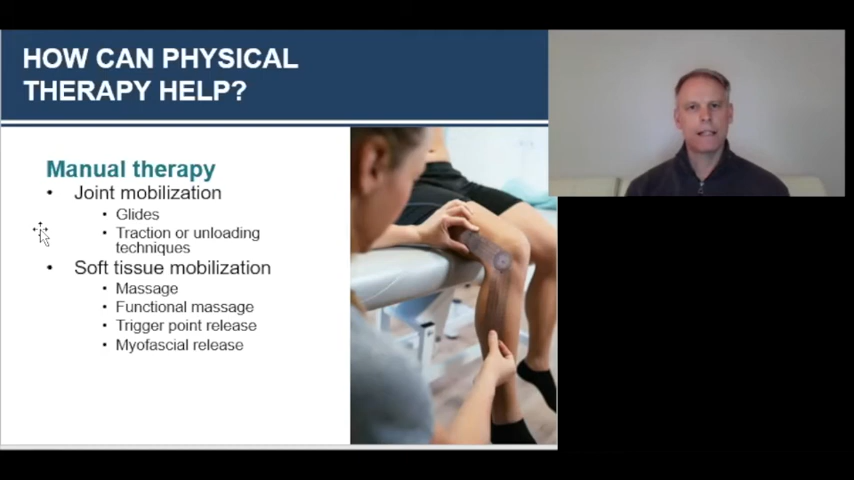 HOW CAN PHYSICAL
THERAPY HELP?
Manual therapy
• Joint mobilization
• Glides
• Traction or unloading
techniques
• Soft tissue mobilization
• Massage
• Functional massage
• Trigger point release
• Myofascial release